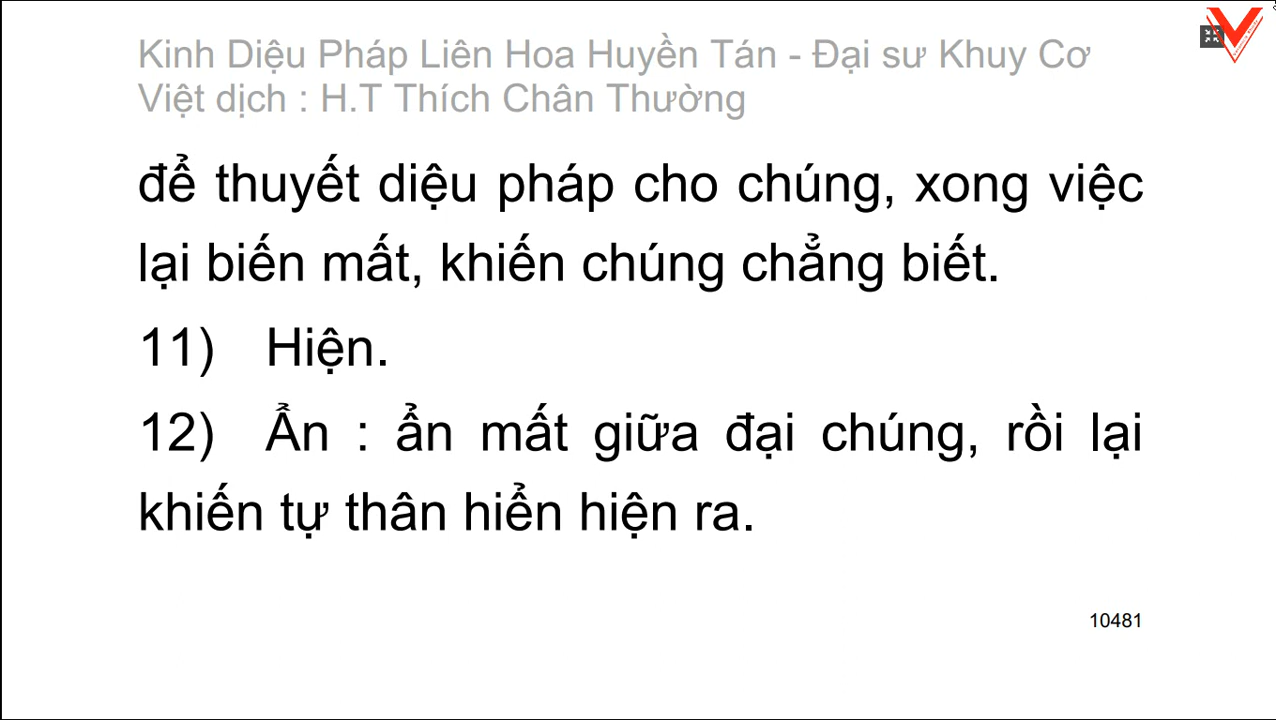 Kinh Diệu Pháp Liên Hoa Huyền Tán - Đại sư Khuy Cơ
Việt dịch : H.T Thích Chân Thường
để thuyết diệu pháp cho chúng, xong việc
lại biến mất, khiến chúng chẳng biết.
11) Hiện.
12) Ẩn : ẩn mất giữa đại chúng, rồi lại
khiến tự thân hiển hiện ra.
10481